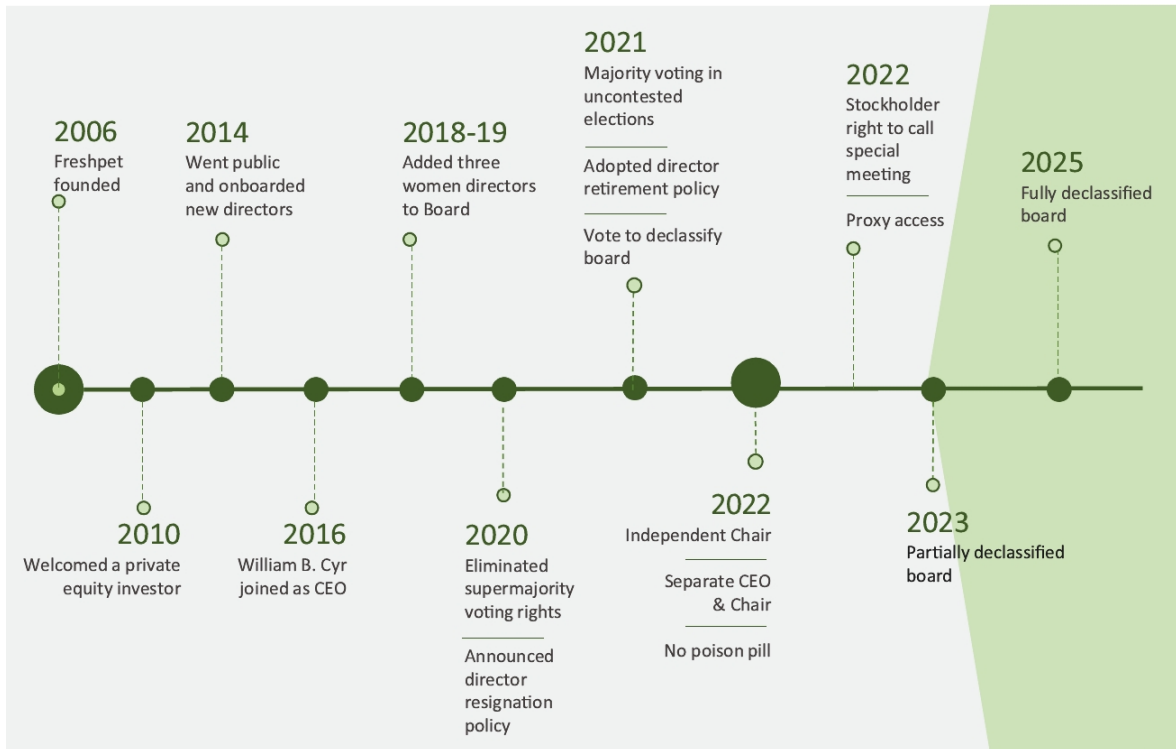 2006
Freshpet
founded
2010
Welcomed a private
equity investor
2014
Went public
and onboarded
new directors
2016
William B. Cyr
joined as CEO
2018-19
Added three
women directors
to Board
2020
Eliminated
supermajority
voting rights
Announced
director
resignation
policy
2021
Majority voting in
uncontested
elections
Adopted director
retirement policy
Vote to declassify
board
2022
Independent Chair
Separate CEO
& Chair
No poison pill
2022
Stockholder
right to call
special
meeting
Proxy access
2023
Partially declassified
board
2025
Fully declassified
board